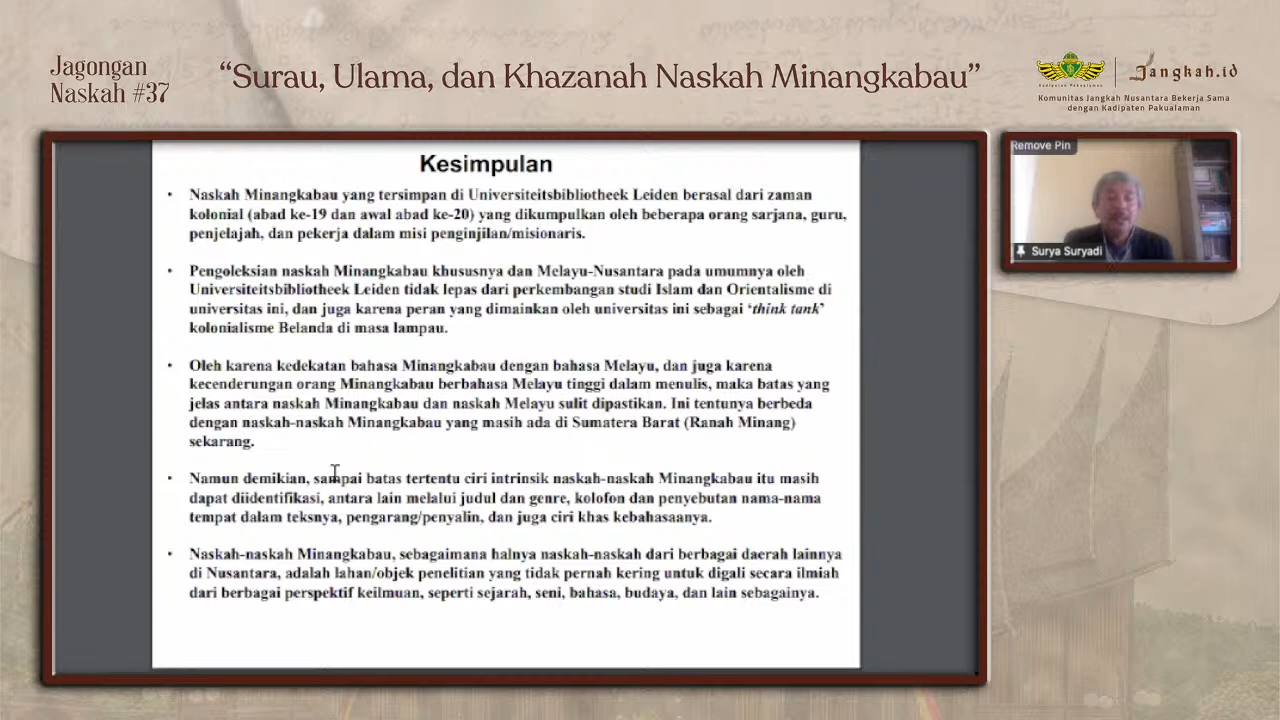 Jagongan
Naskah #37
“Surau, Ulama, dan Khazanah Naskah Minangkabau”
Kadipaten Pakualaman
Jangkah.id
Komunitas Jangkah Nusantara Bekerja Sama
dengan Kadipaten Pakualaman
Kesimpulan
• Naskah Minangkabau yang tersimpan di Universiteitsbibliotheek Leiden berasal dari zaman
kolonial (abad ke-19 dan awal abad ke-20) yang dikumpulkan oleh beberapa orang sarjana, guru,
penjelajah, dan pekerja dalam misi penginjilan/misionaris.
• Pengoleksian naskah Minangkabau khususnya dan Melayu-Nusantara pada umumnya oleh
Universiteitsbibliotheek Leiden tidak lepas dari perkembangan studi Islam dan Orientalisme di
universitas ini, dan juga karena peran yang dimainkan oleh universitas ini sebagai ‘think tank’
kolonialisme Belanda di masa lampau.
• Oleh karena kedekatan bahasa Minangkabau dengan bahasa Melayu, dan juga karena
kecenderungan orang Minangkabau berbahasa Melayu tinggi dalam menulis, maka batas yang
jelas antara naskah Minangkabau dan naskah Melayu sulit dipastikan. Ini tentunya berbeda
dengan naskah-naskah Minangkabau yang masih ada di Sumatera Barat (Ranah Minang)
sekarang.
• Namun demikian, sampai batas tertentu ciri intrinsik naskah-naskah Minangkabau itu masih
dapat diidentifikasi, antara lain melalui judul dan genre, kolofon dan penyebutan nama-nama
tempat dalam teksnya, pengarang/penyalin, dan juga ciri khas kebahasaanya.
• Naskah-naskah Minangkabau, sebagaimana halnya naskah-naskah dari berbagai daerah lainnya
di Nusantara, adalah lahan/objek penelitian yang tidak pernah kering untuk digali secara ilmiah
dari berbagai perspektif keilmuan, seperti sejarah, seni, bahasa, budaya, dan lain sebagainya.
Remove Pin
Surya Suryadi